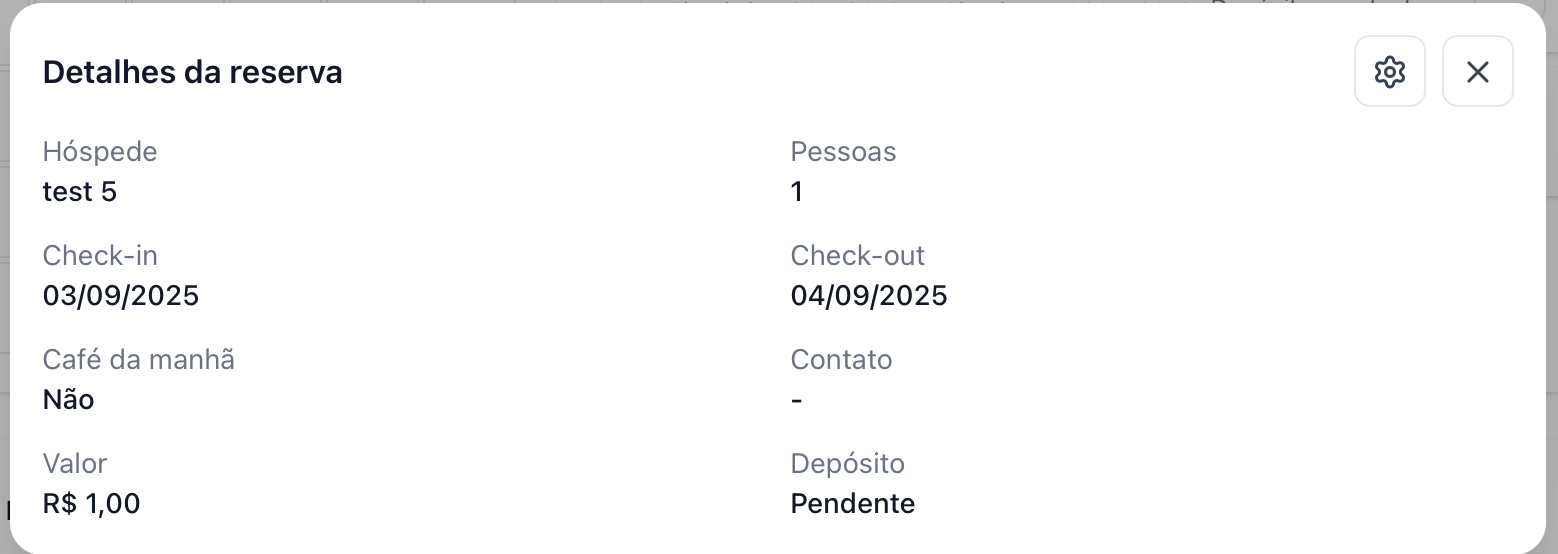 Detalhes da reserva
Hóspede
test 5
Pessoas
1
Check-in
03/09/2025
Check-out
04/09/2025
Café da manhã
Não
Contato
-
Valor
R$ 1,00
Depósito
Pendente